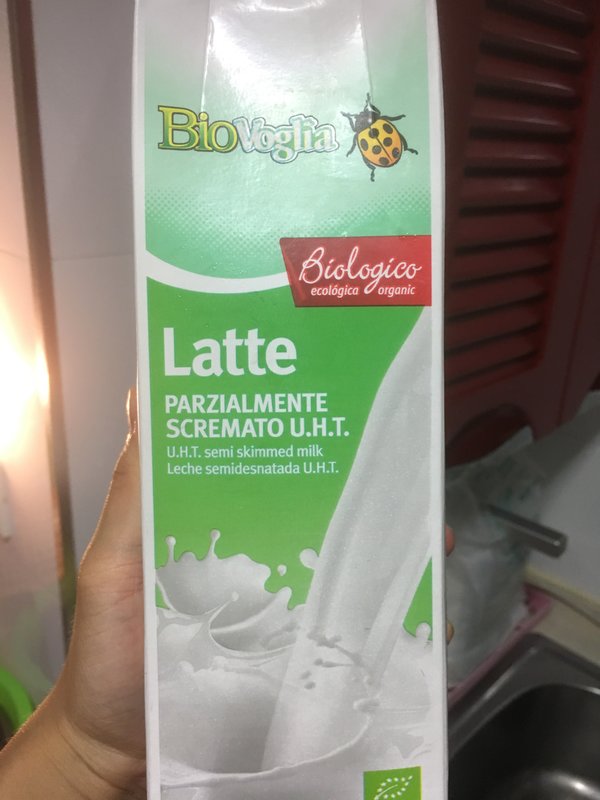 BioVoglia
Biologico
ecológica organic
Latte
PARZIALMENTE
SCREMATO U.H.T.
U.H.T. semi skimmed milk
Leche semidesnatada U.H.T.